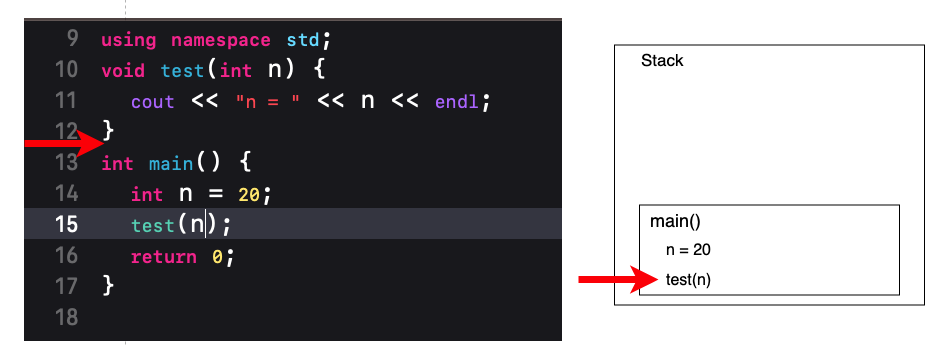 9 using namespace std;
10 void test(int n) {
11 cout << "n = " << n << endl;
12 }
13 int main() {
14 int n = 20;
15 test(n);
16 return 0;
17 }
18
Stack
main()
n = 20
test(n)